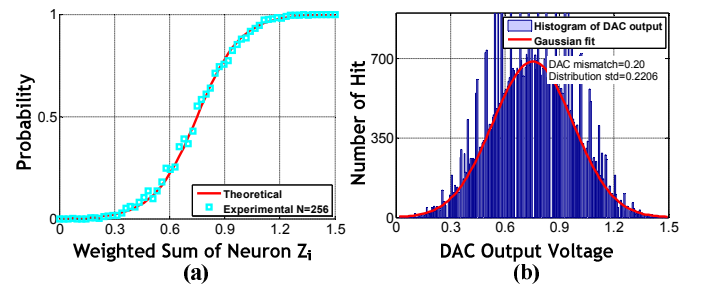 1
0.5
0
0
0.3
0.6
0.9
1.2
1.5
Probability
Theoretical
Experimental N=256
Weighted Sum of Neuron Zi
(a)
700
350
0
0
0.3
0.6
0.9
1.2
1.5
Number of Hit
Histogram of DAC output
Gaussian fit
DAC mismatch=0.20
Distribution std=0.2206
DAC Output Voltage
(b)